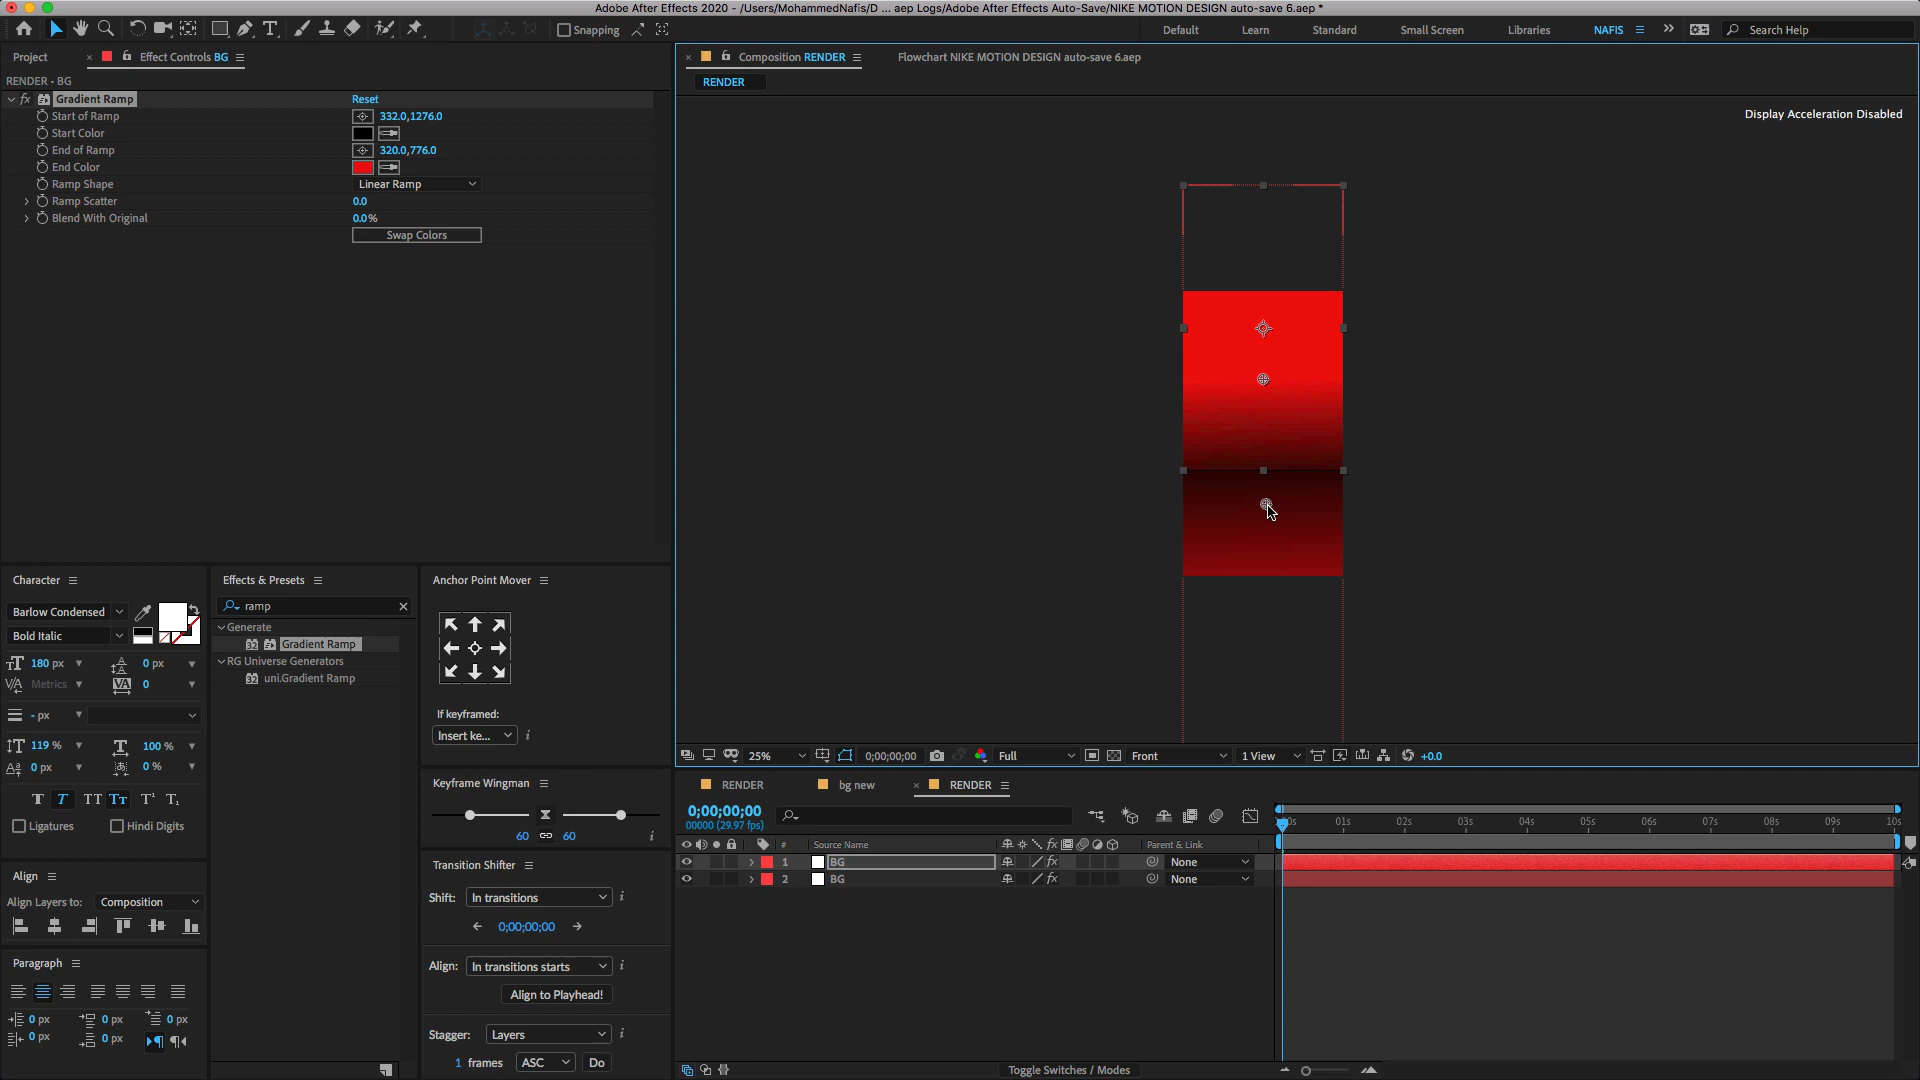 Adobe After Effects 2020 - /Users/MohammedNafis/D ... aep Logs/Adobe After Effects Auto-Save/NIKE MOTION DESIGN auto-save 6.aep *
Snapping
Default
Learn
Standard
Small Screen
Libraries
NAFIS
Search Help
Project
Effect Controls BG
Composition RENDER
Flowchart NIKE MOTION DESIGN auto-save 6.aep
RENDER • BG
RENDER
fx Gradient Ramp
Reset
Start of Ramp
332.0,1276.0
Start Color
End of Ramp
320.0,776.0
End Color
Ramp Shape
Linear Ramp
Ramp Scatter
0.0
Blend With Original
0.0%
Swap Colors
Display Acceleration Disabled
Character
Barlow Condensed
Bold Italic
180 px
0 px
Metrics
0
- px
119 %
100 %
0 px
0 %
Ligatures
Hindi Digits
Align
Align Layers to:
Composition
Paragraph
0 px
0 px
0 px
0 px
0 px
Effects & Presets
ramp
Generate
Gradient Ramp
RG Universe Generators
uni.Gradient Ramp
Anchor Point Mover
If keyframed:
Insert ke...
Keyframe Wingman
60
60
Transition Shifter
Shift:
In transitions
0;00;00;00
Align:
In transitions starts
Align to Playhead!
Stagger:
Layers
1 frames
ASC
Do
25%
0;00;00;00
Full
Front
1 View
+0.0
RENDER
bg new
RENDER
0;00;00;00
00000 (29.97 fps)
#
Source Name
Parent & Link
1
BG
None
2
BG
None
01s
02s
03s
04s
05s
06s
06s
07s
08s
09s
10s
Toggle Switches / Modes